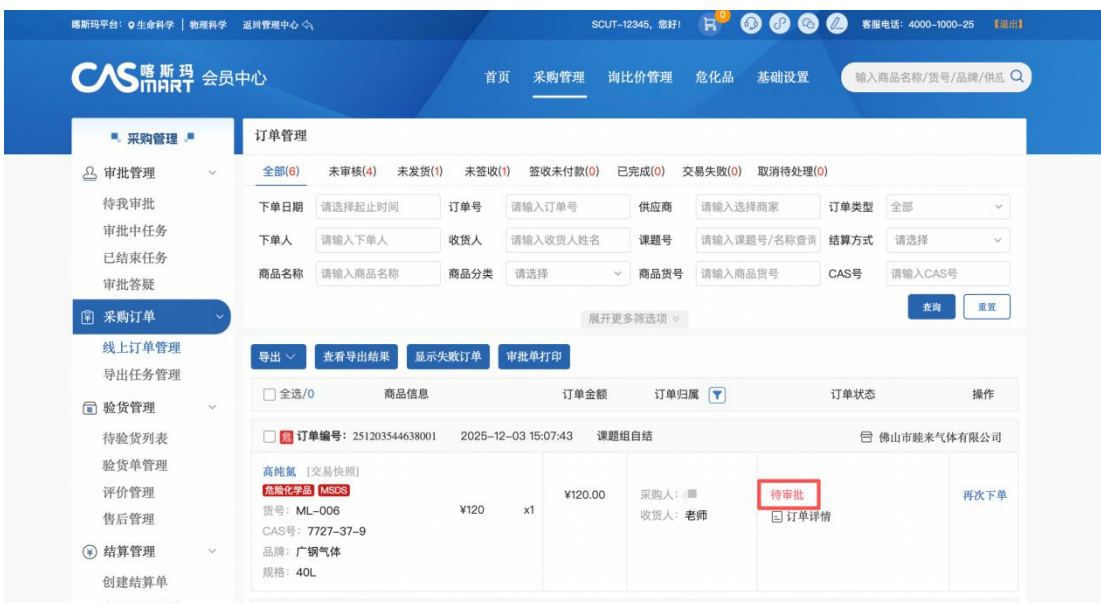 喀斯玛平台：生命科学 | 物理科学 返回管理中心 SCUT-12345，您好! 0 客服电话：4000-1000-25 【退出】
CASmart 喀斯玛 会员中心 首页 采购管理 询比价管理 危化品 基础设置 输入商品名称/货号/品牌/供应
采购管理 订单管理
审批管理 全部(6) 未审核(4) 未发货(1) 未签收(1) 签收未付款(0) 已完成(0) 交易失败(0) 取消待处理(0)
待我审批 下单日期 请选择起止时间 订单号 请输入订单号 供应商 请输入选择商家 订单类型 全部
审批中任务 下单人 请输入下单人 收货人 请输入收货人姓名 课题号 请输入课题号/名称查询 结算方式 请选择
已结束任务
审批答疑 商品名称 请输入商品名称 商品分类 请选择 商品货号 请输入商品货号 CAS号 请输入CAS号
采购订单 展开更多筛选项 查询 重置
线上订单管理 导出 查看导出结果 显示失败订单 审批单打印
导出任务管理
验货管理 全选/0 商品信息 订单金额 订单归属 订单状态 操作
待验货列表 危 订单编号：251203544638001 2025-12-03 15:07:43 课题组自结 佛山市睦来气体有限公司
验货单管理 高纯氮 [交易快照]
评价管理 危险化学品 MSDS ¥120 x1 ¥120.00 采购人： 待审批 再次下单
售后管理 货号：ML-006 收货人：老师 订单详情
CAS号：7727-37-9
结算管理 品牌：广钢气体
创建结算单 规格：40L